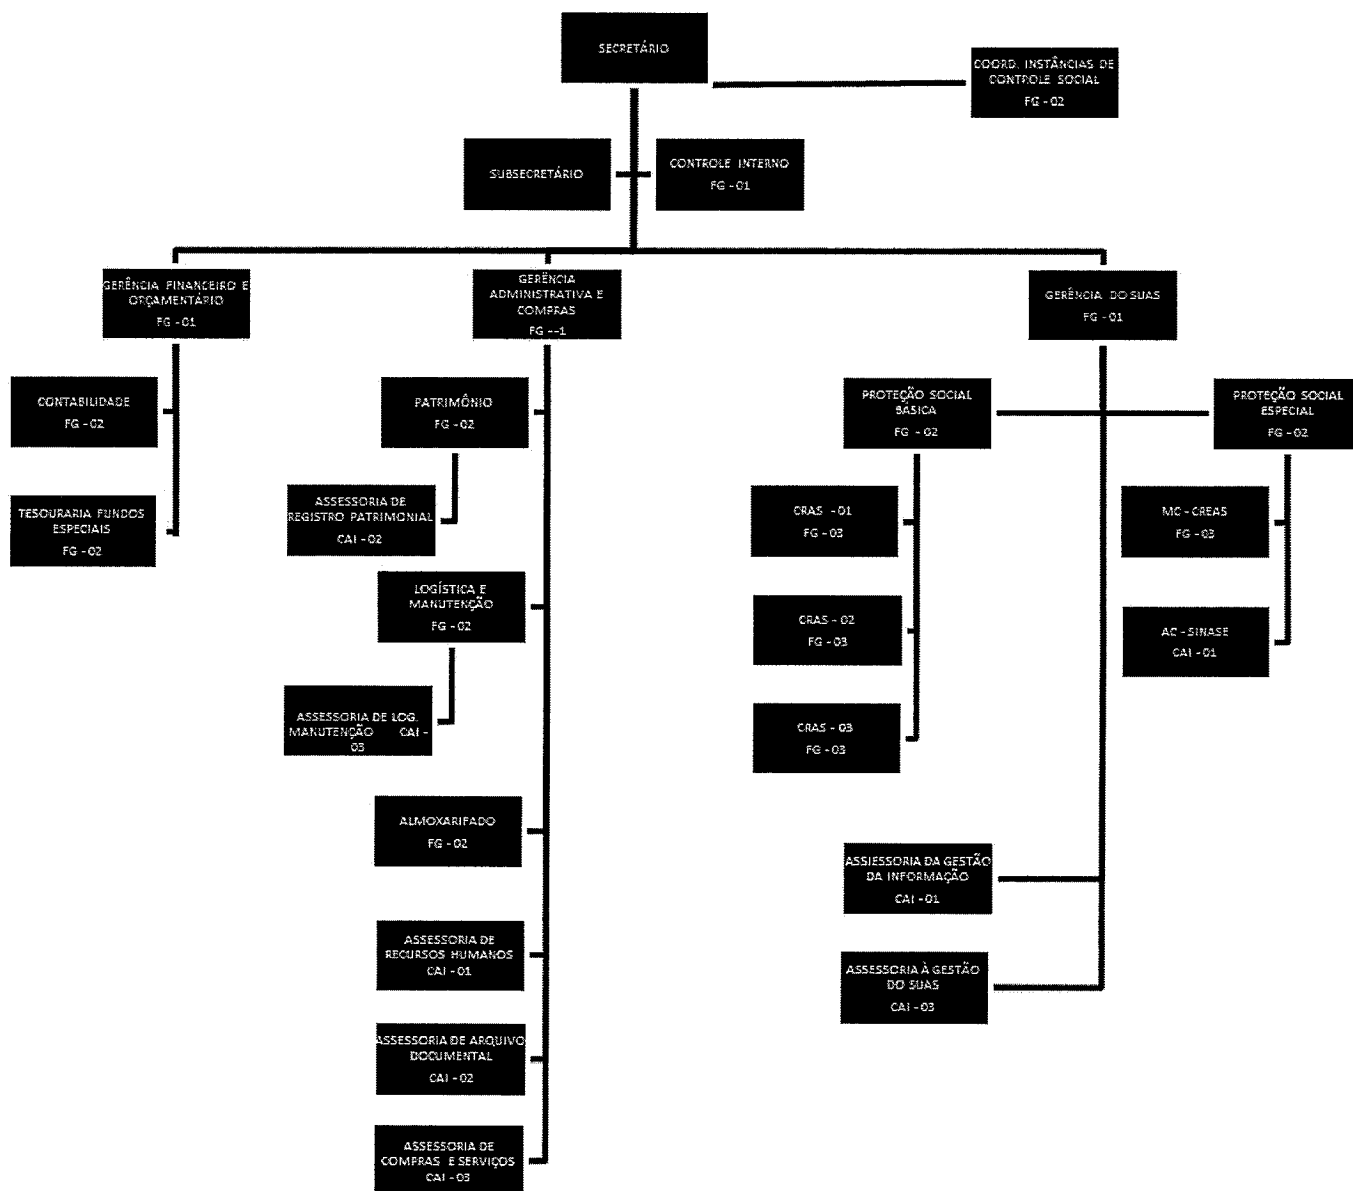 SECRETÁRIO
COORD. INSTÂNCIAS DE
CONTROLE SOCIAL
FG - 02
SUBSECRETÁRIO
CONTROLE INTERNO
FG - 01
GERÊNCIA FINANCEIRO E
ORÇAMENTÁRIO
FG - 01
GERÊNCIA
ADMINISTRATIVA E
COMPRAS
FG --1
GERÊNCIA DO SUAS
FG - 01
CONTABILIDADE
FG - 02
TESOURARIA FUNDOS
ESPECIAIS
FG - 02
PATRIMÔNIO
FG - 02
ASSESSORIA DE
REGISTRO PATRIMONIAL
CAI - 02
LOGÍSTICA E
MANUTENÇÃO
FG - 02
ASSESSORIA DE LOG.
MANUTENÇÃO CAI -
03
ALMOXARIFADO
FG - 02
ASSESSORIA DE
RECURSOS HUMANOS
CAI - 01
ASSESSORIA DE ARQUIVO
DOCUMENTAL
CAI - 02
ASSESSORIA DE
COMPRAS E SERVIÇOS
CAI - 03
PROTEÇÃO SOCIAL
BÁSICA
FG - 02
PROTEÇÃO SOCIAL
ESPECIAL
FG - 02
CRAS - 01
FG - 03
CRAS - 02
FG - 03
CRAS - 03
FG - 03
MC - CREAS
FG - 03
AC - SINASE
CAI - 01
ASSIESSORIA DA GESTÃO
DA INFORMAÇÃO
CAI - 01
ASSESSORIA À GESTÃO
DO SUAS
CAI - 03